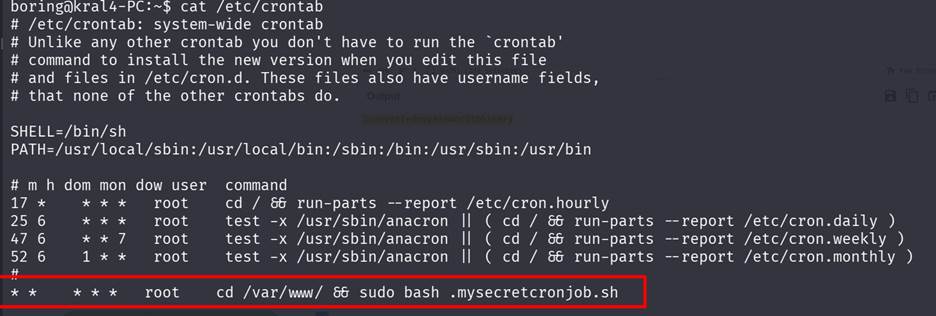 boring@kral4-PC:~$ cat /etc/crontab
# /etc/crontab: system-wide crontab
# Unlike any other crontab you don't have to run the `crontab'
# command to install the new version when you edit this file
# and files in /etc/cron.d. These files also have username fields,
# that none of the other crontabs do.
Output
SHELL=/bin/sh
PATH=/usr/local/sbin:/usr/local/bin:/sbin:/bin:/usr/sbin:/usr/bin
# m h dom mon dow user  command
17 *    * * *   root    cd / && run-parts --report /etc/cron.hourly
25 6    * * *   root    test -x /usr/sbin/anacron || ( cd / && run-parts --report /etc/cron.daily )
47 6    * * 7   root    test -x /usr/sbin/anacron || ( cd / && run-parts --report /etc/cron.weekly )
52 6    1 * *   root    test -x /usr/sbin/anacron || ( cd / && run-parts --report /etc/cron.monthly )
#
* *    * * *   root    cd /var/www/ && sudo bash .mysecretcronjob.sh